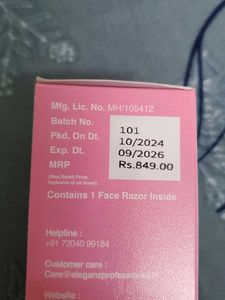 Mfg. Lic. No. MH/105412
Batch No. 101
Pkd. On Dt. 10/2024
Exp. Dt. 09/2026
MRP Rs.849.00
(Max.Retail Price,
Inclusive of all taxes)
Contains 1 Face Razor Inside
Helpline :
+91 72040 99184
Customer care :
Care@eleganzprofessional
Website :